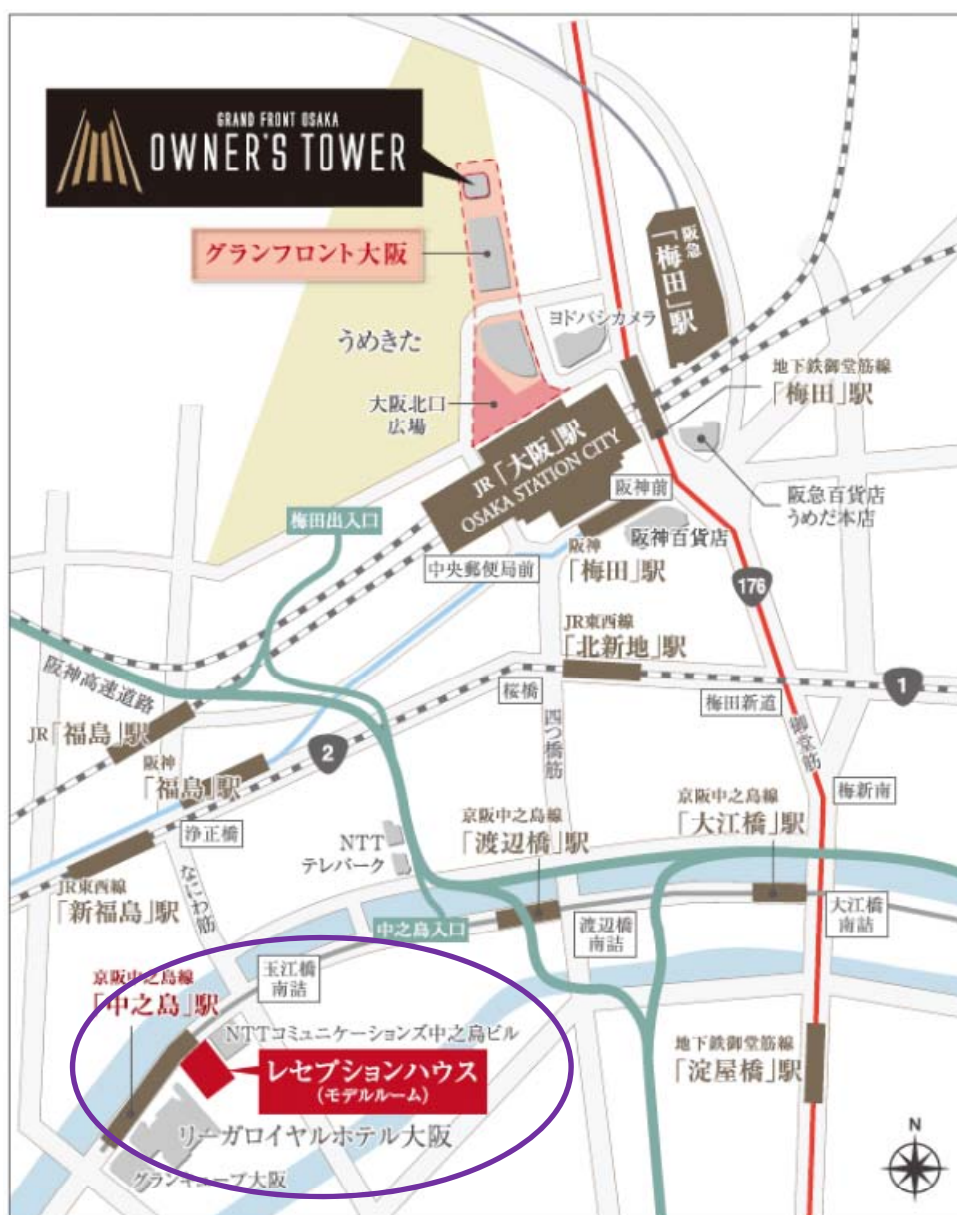 GRAND FRONT OSAKA
OWNER'S TOWER
グランフロント大阪
阪急
「梅田」駅
ヨドバシカメラ
うめきた
地下鉄御堂筋線
「梅田」駅
大阪北口
広場
JR「大阪」駅
OSAKA STATION CITY
阪神前
阪急百貨店
うめだ本店
梅田出入口
阪神百貨店
阪神
「梅田」駅
中央郵便局前
176
JR東西線
「北新地」駅
阪神高速道路
桜橋
梅田新道
1
JR「福島」駅
四つ橋筋
御堂筋
阪神
「福島」駅
2
梅新南
京阪中之島線
「渡辺橋」駅
京阪中之島線
「大江橋」駅
浄正橋
NTT
テレパーク
JR東西線
「新福島」駅
なにわ筋
中之島入口
渡辺橋
南詰
大江橋
南詰
玉江橋
南詰
京阪中之島線
「中之島」駅
NTTコミュニケーションズ中之島ビル
レセプションハウス
(モデルルーム)
地下鉄御堂筋線
「淀屋橋」駅
リーガロイヤルホテル大阪
グランキューブ大阪
N